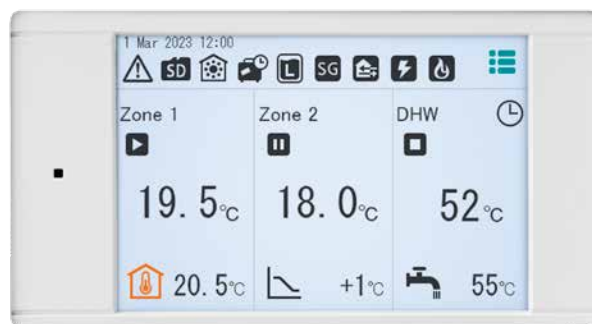 1 Mar 2023 12:00
SD L SG
Zone 1 Zone 2 DHW
19.5℃ 18.0℃ 52℃
20.5℃ +1℃ 55℃